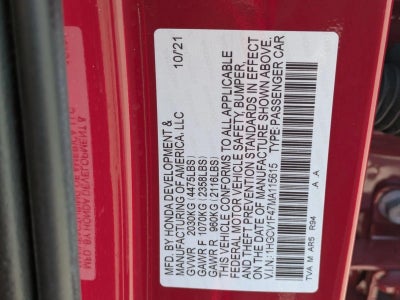 MFD. BY HONDA DEVELOPMENT &
MANUFACTURING OF AMERICA, LLC 10/21
GVWR 2030KG (4475LBS)
GAWR F 1070KG (2358LBS)
GAWR R 960KG (2116LBS)
THIS VEHICLE CONFORMS TO ALL APPLICABLE
FEDERAL MOTOR VEHICLE SAFETY, BUMPER,
AND THEFT PREVENTION STANDARDS IN EFFECT
ON THE DATE OF MANUFACTURE SHOWN ABOVE.
V.I.N.: 1HGCV1F47MA115615 TYPE:PASSENGER CAR
A A
TVA M AR5 R94